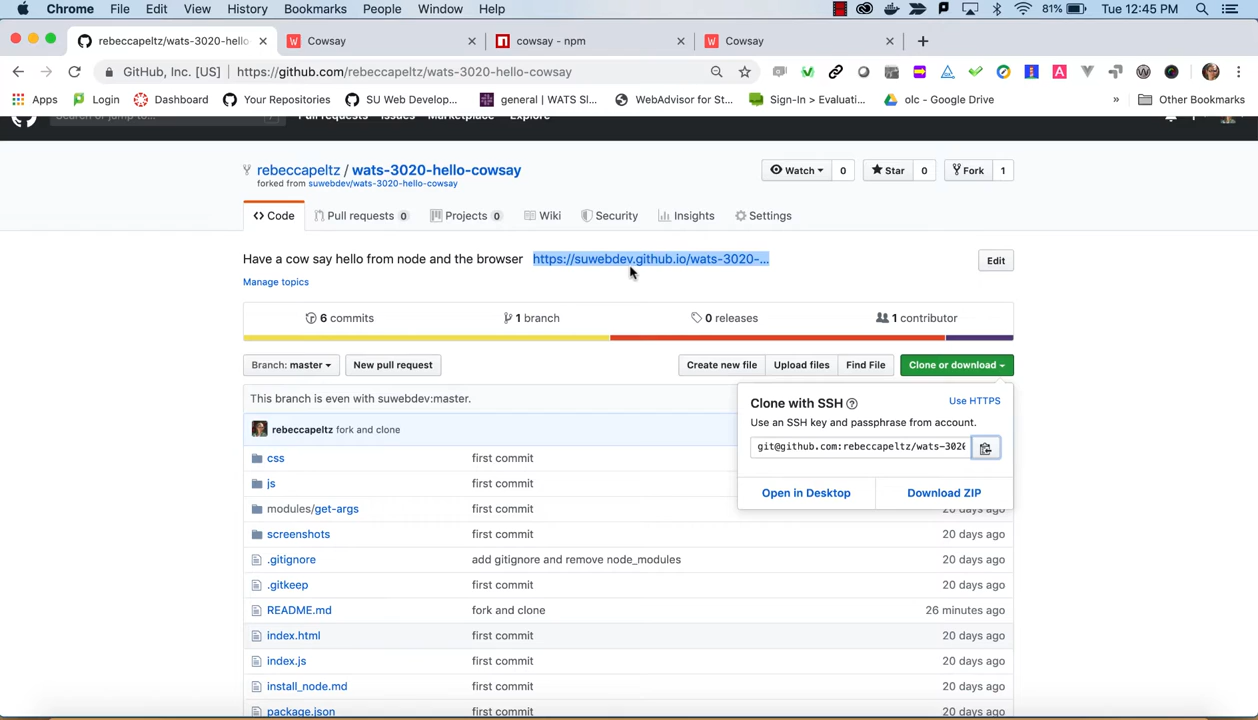 Chrome File Edit View History Bookmarks People Window Help 81% Tue 12:45 PM
rebeccapeltz/wats-3020-hello Cowsay cowsay - npm Cowsay
GitHub, Inc. [US] https://github.com/rebeccapeltz/wats-3020-hello-cowsay
Apps Login Dashboard Your Repositories SU Web Develop... general | WATS Sl... WebAdvisor for St... Sign-In > Evaluati... olc - Google Drive » Other Bookmarks
Search or jump to... Pull requests Issues Marketplace Explore
rebeccapeltz / wats-3020-hello-cowsay Watch 0 Star 0 Fork 1
forked from suwebdev/wats-3020-hello-cowsay
Code Pull requests 0 Projects 0 Wiki Security Insights Settings
Have a cow say hello from node and the browser https://suwebdev.github.io/wats-3020-... Edit
Manage topics
6 commits 1 branch 0 releases 1 contributor
Branch: master New pull request Create new file Upload files Find File Clone or download
This branch is even with suwebdev:master.
Clone with SSH Use HTTPS
Use an SSH key and passphrase from account.
rebeccapeltz fork and clone
git@github.com:rebeccapeltz/wats-3020
css first commit
js first commit
Open in Desktop Download ZIP
modules/get-args first commit 20 days ago
screenshots first commit 20 days ago
.gitignore add gitignore and remove node_modules 20 days ago
.gitkeep first commit 20 days ago
README.md fork and clone 26 minutes ago
index.html first commit 20 days ago
index.js first commit 20 days ago
install_node.md first commit 20 days ago
package.json first commit 20 days ago